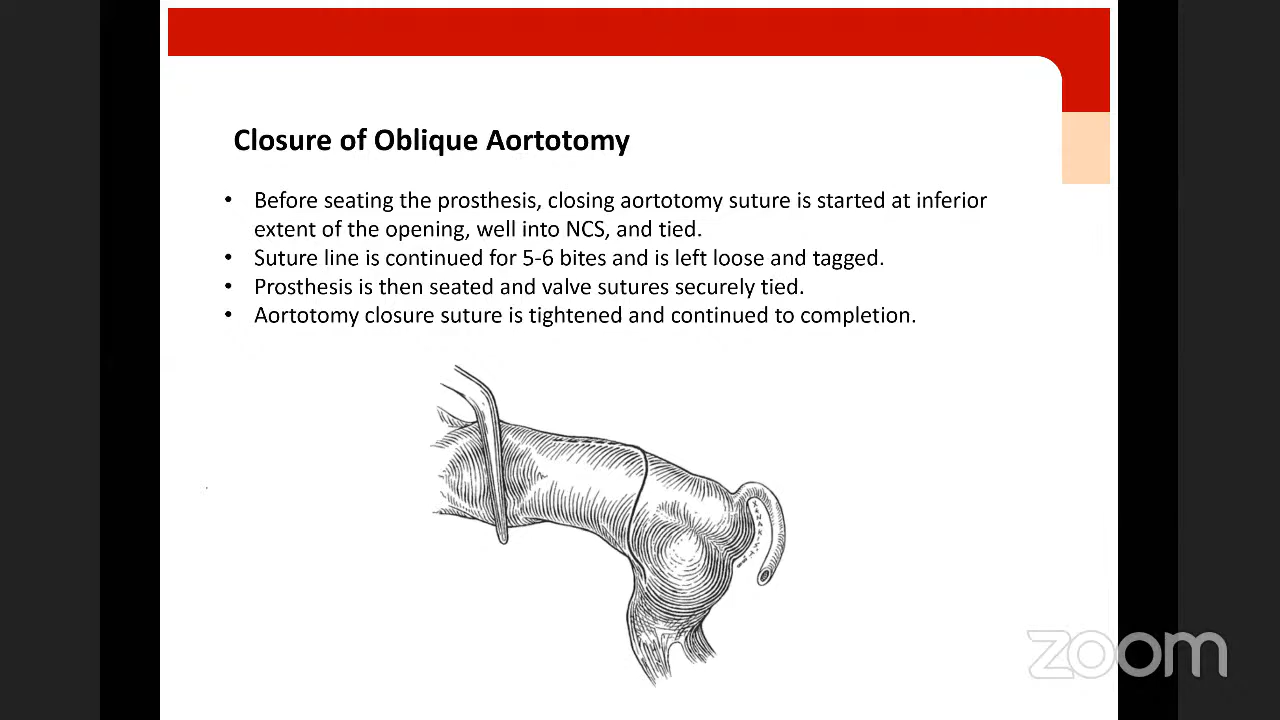 Closure of Oblique Aortotomy
• Before seating the prosthesis, closing aortotomy suture is started at inferior
extent of the opening, well into NCS, and tied.
• Suture line is continued for 5-6 bites and is left loose and tagged.
• Prosthesis is then seated and valve sutures securely tied.
• Aortotomy closure suture is tightened and continued to completion.
zoom